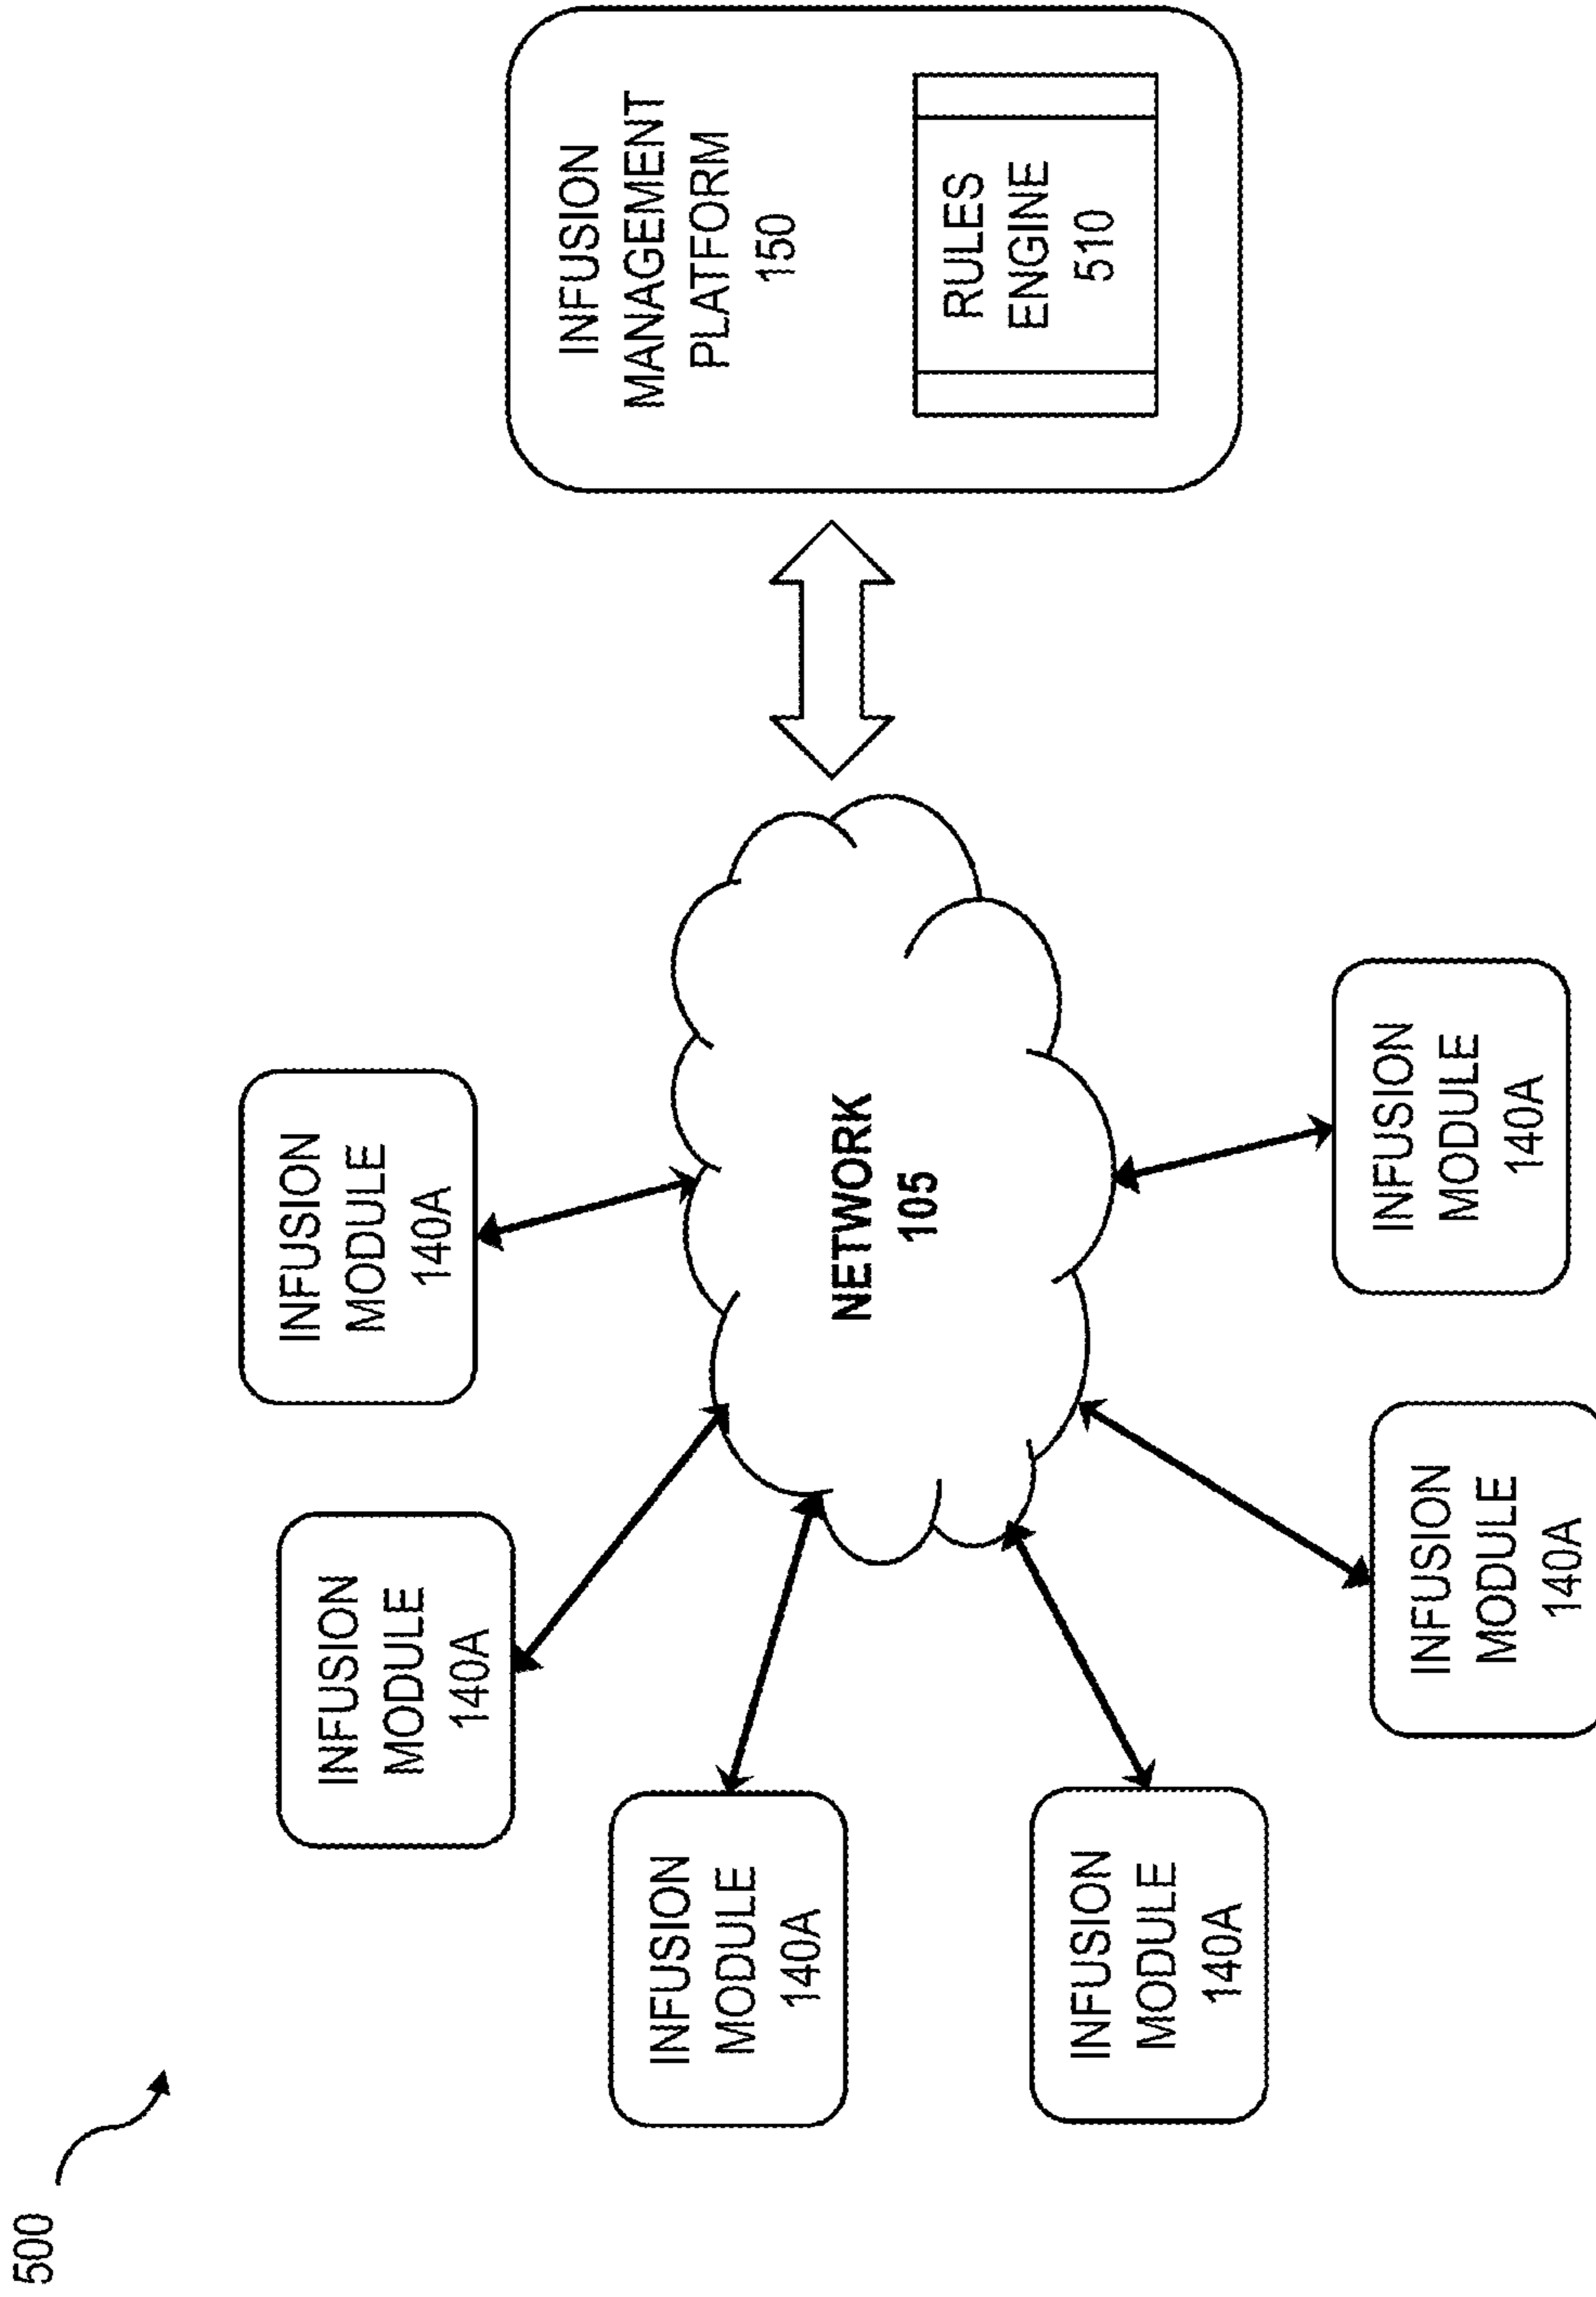 500
INFUSION
MODULE
140A
INFUSION
MODULE
140A
INFUSION
MODULE
140A
INFUSION
MODULE
140A
INFUSION
MODULE
140A
INFUSION
MODULE
140A
NETWORK
105
INFUSION
MANAGEMENT
PLATFORM
150
RULES
ENGINE
510